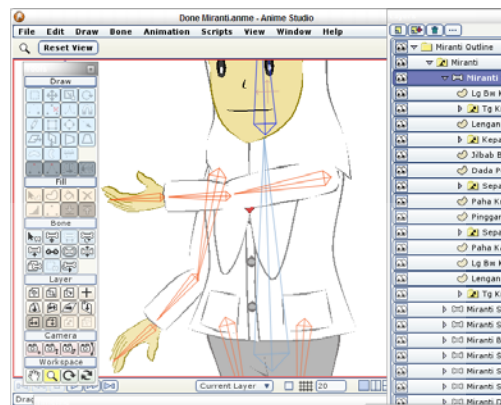 Done Miranti.anme - Anime Studio
File Edit Draw Bone Animation Scripts View Window Help
Reset View
Draw
Fill
Bone
Layer
Camera
Workspace
Current Layer
20
Drag
Miranti Outline
Miranti
Miranti
Lg Bw K
Tg K
Lengan
Kepa
Jilbab B
Dada P
Sepa
Paha K
Pinggan
Sepa
Paha K
Lg Bw K
Lengan
Tg K
Miranti S
Miranti S
Miranti B
Miranti S
Miranti S
Miranti S
Miranti D